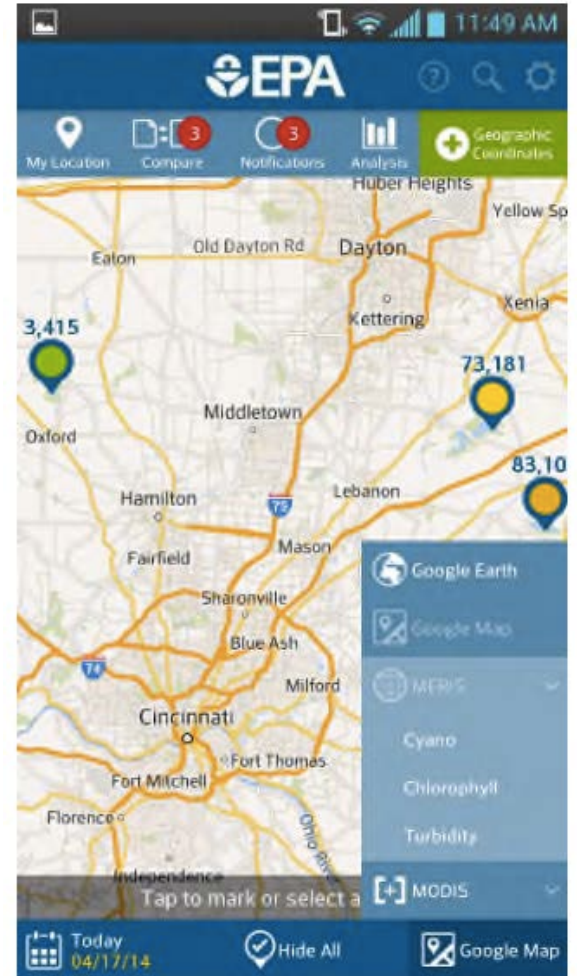 11:49 AM
EPA
?
My Location
3
Compare
3
Notifications
Analysis
Geographic
Coordinates
Huber Heights
Yellow Sp
Old Dayton Rd
Dayton
Eaton
Xenia
Kettering
3,415
73,181
Middletown
Oxford
83,10
Lebanon
Hamilton
75
Mason
Fairfield
Google Earth
Sharonville
Google Map
Blue Ash
74
Milford
MERIS
Cincinnati
Cyano
Fort Thomas
Fort Mitchell
Chlorophyll
Florence
Ohio River
Turbidity
Independence
Tap to mark or select a
[+] MODIS
Today
04/17/14
Hide All
Google Map